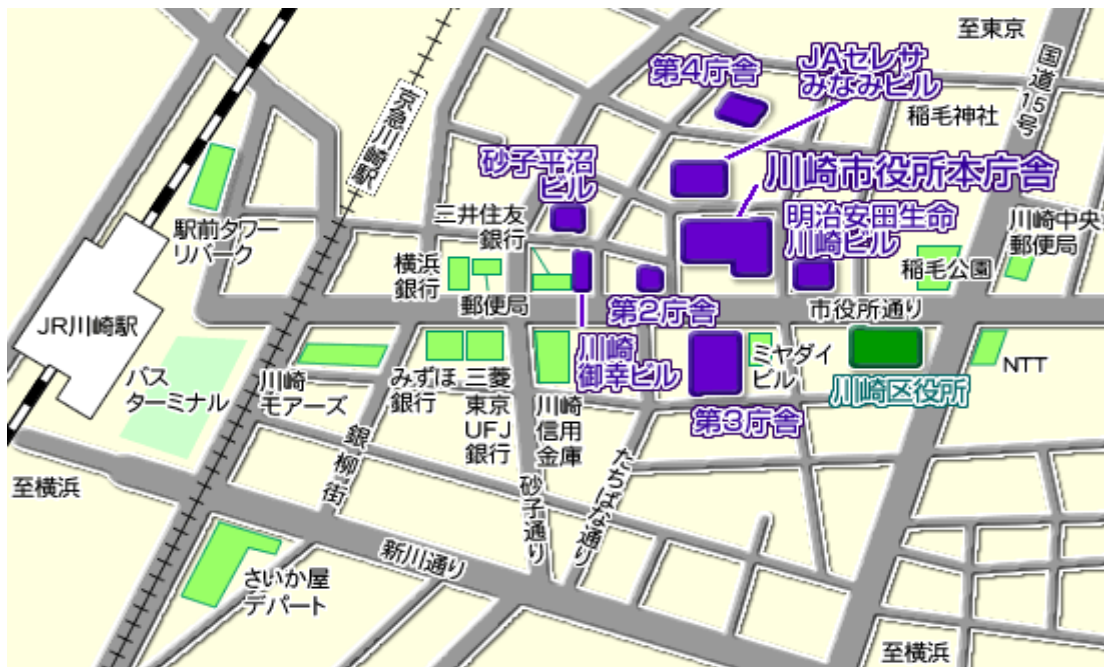 至東京
国道15号
JAセレサ
みなみビル
第4庁舎
稲毛神社
京急川崎駅
砂子平沼
ビル
川崎市役所本庁舎
三井住友
銀行
明治安田生命
川崎ビル
川崎中央
郵便局
駅前タワー
リバーク
横浜
銀行
稲毛公園
郵便局
第2庁舎
市役所通り
JR川崎駅
川崎
御幸ビル
ミヤダイ
ビル
NTT
バス
ターミナル
川崎
モアーズ
みずほ
銀行
三菱
東京
UFJ
銀行
川崎
信用
金庫
川崎区役所
第3庁舎
銀柳街
至横浜
砂子通り
たちばな通り
新川通り
さいか屋
デパート
至横浜